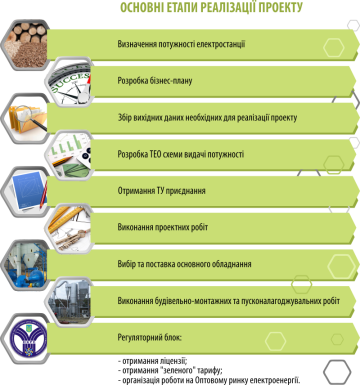 ОСНОВНІ ЕТАПИ РЕАЛІЗАЦІЇ ПРОЕКТУ
Визначення потужності електростанції
SUCCESS
Розробка бізнес-плану
Збір вихідних даних необхідних для реалізації проекту
Розробка ТЕО схеми видачі потужності
Отримання ТУ приєднання
Виконання проектних робіт
Вибір та поставка основного обладнання
Виконання будівельно-монтажних та пусконалагоджувальних робіт
Регуляторний блок:
- отримання ліцензії;
- отримання "зеленого" тарифу;
- організація роботи на Оптовому ринку електроенергії.